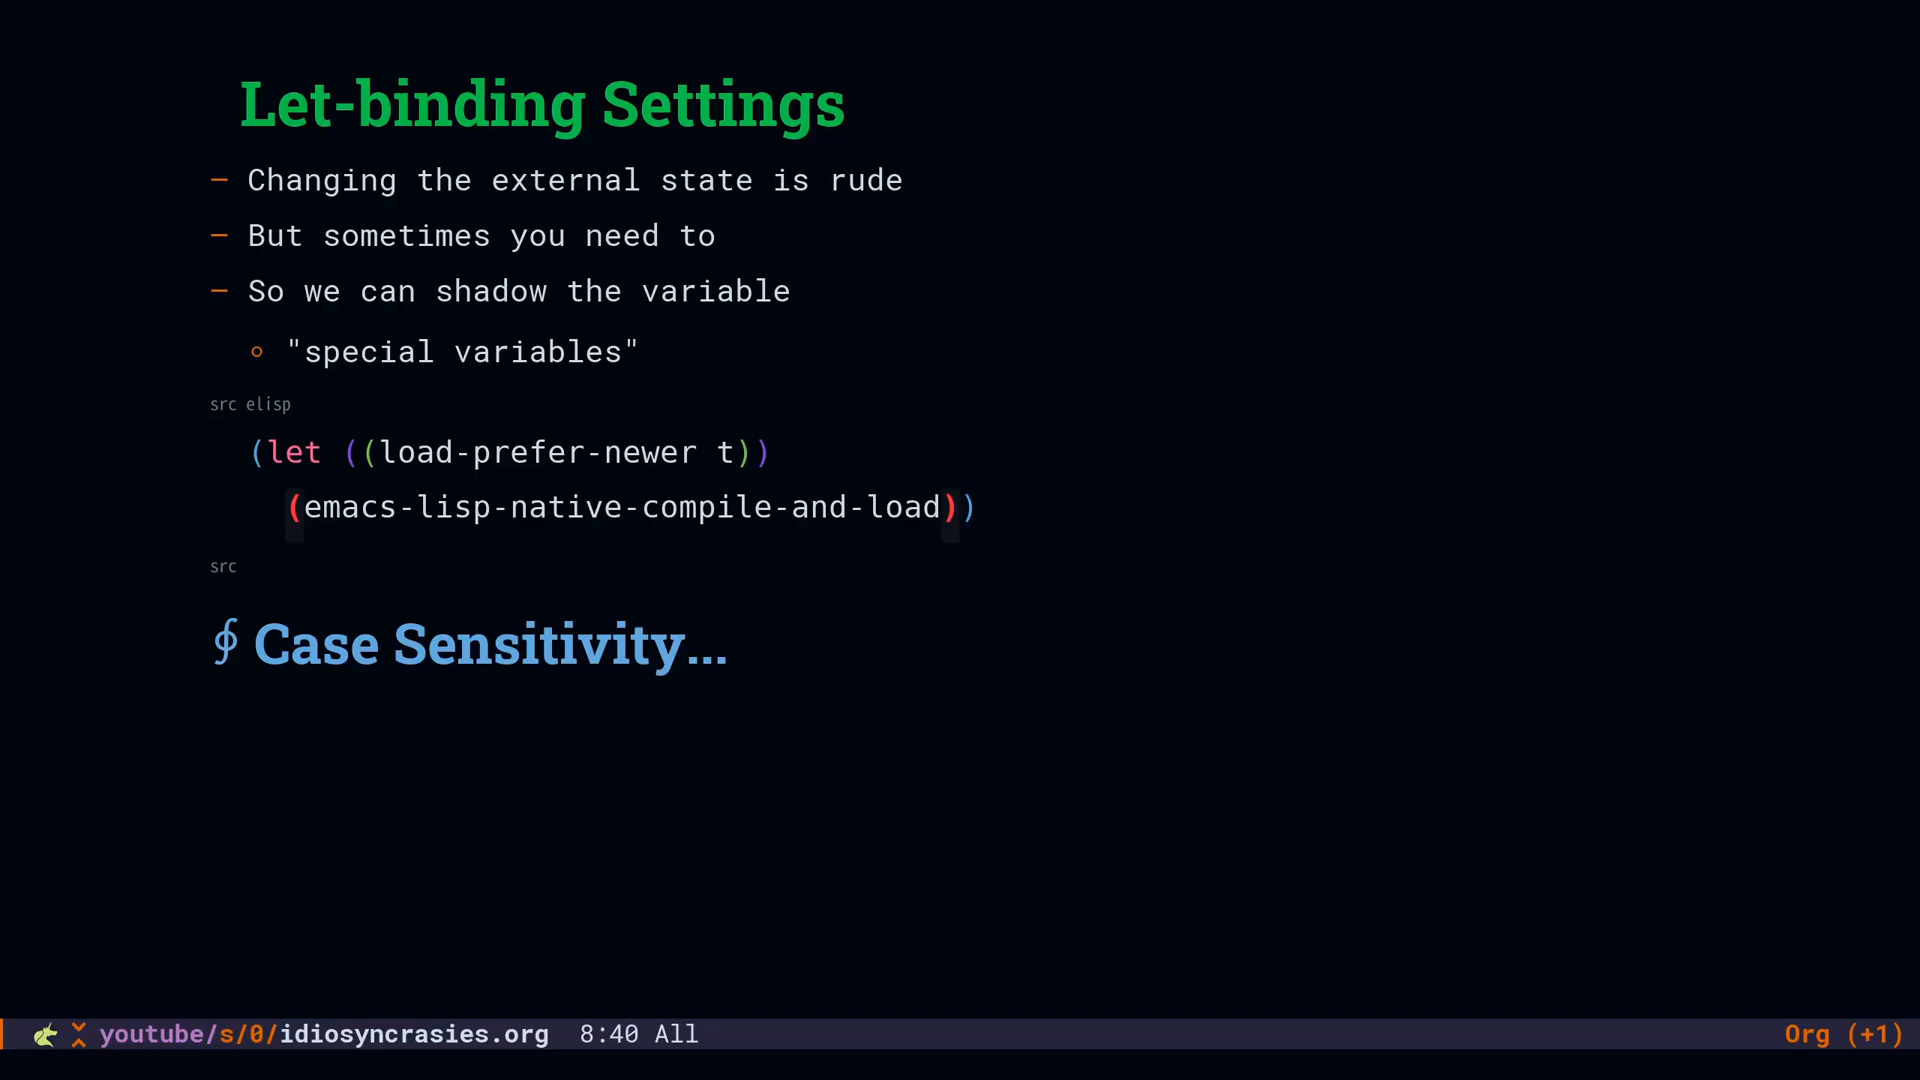 Let-binding Settings
– Changing the external state is rude
– But sometimes you need to
– So we can shadow the variable
∘ "special variables"
src elisp
(let ((load-prefer-newer t))
(emacs-lisp-native-compile-and-load))
src
∮ Case Sensitivity...
youtube/s/0/idiosyncrasies.org 8:40 All Org (+1)